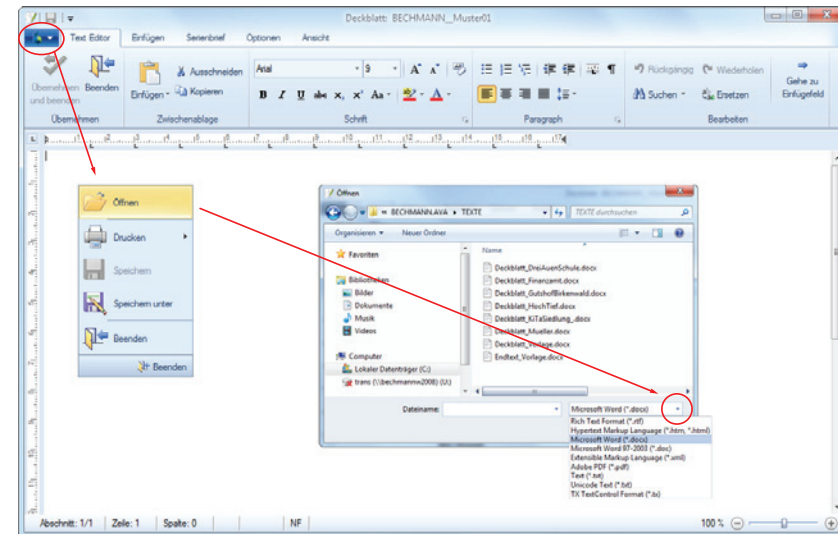 Deckblatt: BECHMANN__Muster01
Text Editor Einfügen Serienbrief Optionen Ansicht
Übernehmen und beenden
Beenden
Einfügen
Ausschneiden
Kopieren
Arial 9
Rückgängig Wiederholen
Suchen Ersetzen
Gehe zu Einfügefeld
Übernehmen Zwischenablage Schrift Paragraph Bearbeiten
Öffnen
Drucken
Speichern
Speichern unter
Beenden
Beenden
Öffnen
BECHMANN.AVA TEXTE TEXTE durchsuchen
Organisieren Neuer Ordner
Favoriten
Bibliotheken
Bilder
Dokumente
Musik
Videos
Computer
Lokaler Datenträger (C:)
trans (\\bechmannw2008) (U:)
Name
Deckblatt_DreiAuenSchule.docx
Deckblatt_Finanzamt.docx
Deckblatt_GutshofBirkenwald.docx
Deckblatt_HochTief.docx
Deckblatt_KiTaSiedlung_.docx
Deckblatt_Mueller.docx
Deckblatt_Vorlage.docx
Endtext_Vorlage.docx
Dateiname: Microsoft Word (*.docx)
Rich Text Format (*.rtf)
Hypertext Markup Language (*.htm, *.html)
Microsoft Word (*.docx)
Microsoft Word 97-2003 (*.doc)
Extensible Markup Language (*.xml)
Adobe PDF (*.pdf)
Text (*.txt)
Unicode Text (*.txt)
TX TextControl Format (*.tx)
Abschnitt: 1/1 Zeile: 1 Spalte: 0 NF 100 %